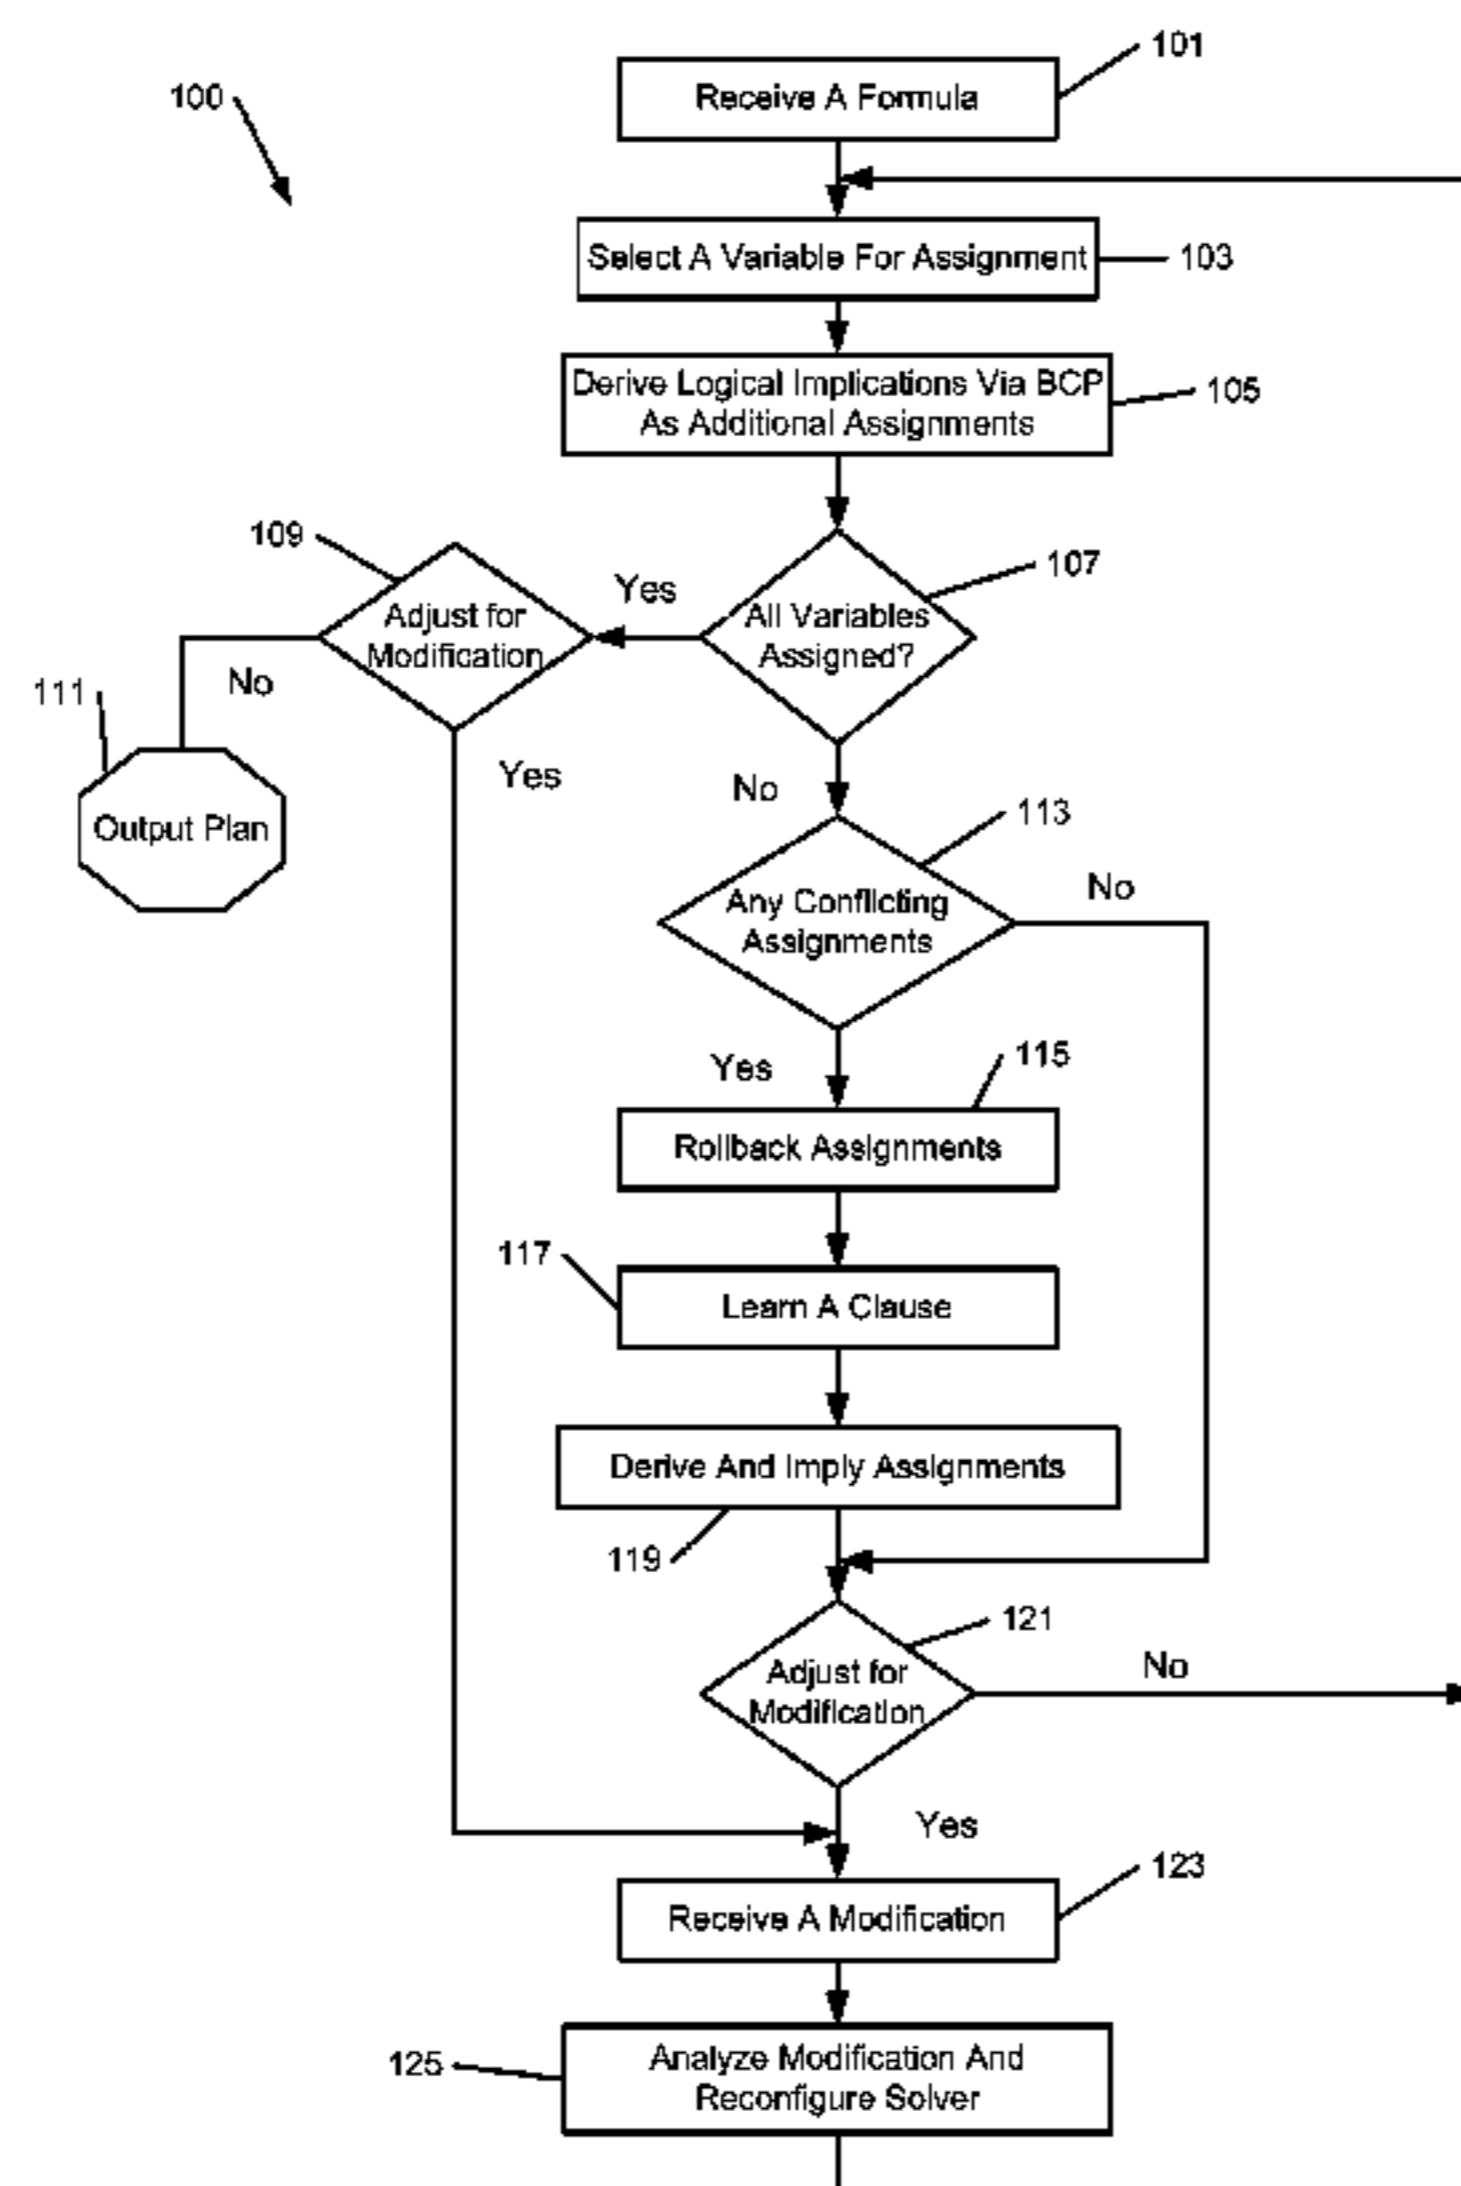 101
100
Receive A Formula
Select A Variable For Assignment
103
Derive Logical Implications Via BCP
As Additional Assignments
105
109
Adjust for
Modification
Yes
107
All Variables
Assigned?
No
111
Output Plan
Yes
No
113
Any Conflicting
Assignments
No
Yes
115
Rollback Assignments
117
Learn A Clause
Derive And Imply Assignments
119
121
Adjust for
Modification
No
Yes
123
Receive A Modification
125
Analyze Modification And
Reconfigure Solver